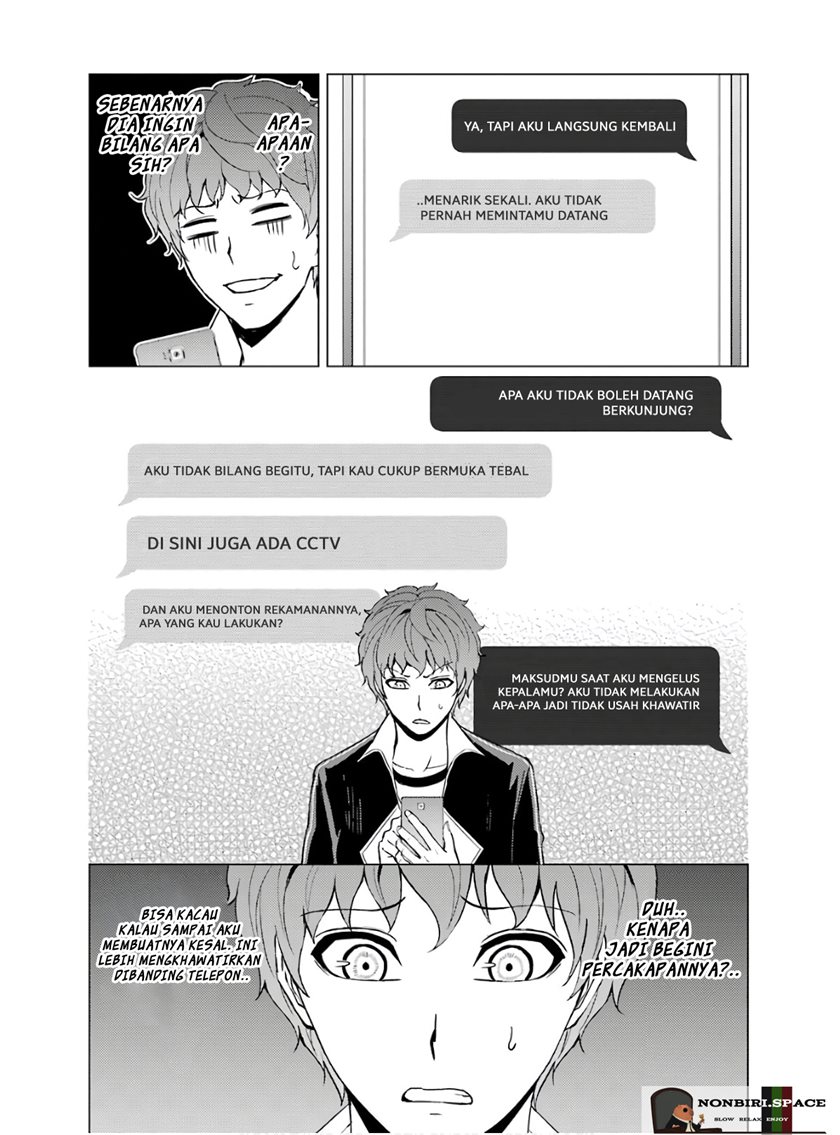 YA, TAPI AKU LANGSUNG KEMBALI
..MENARIK SEKALI. AKU TIDAK
PERNAH MEMINTAMU DATANG
APA-
APAAN
?
SEBENARNYA
DIA INGIN
BILANG APA
SIH?
APA AKU TIDAK BOLEH DATANG
BERKUNJUNG?
AKU TIDAK BILANG BEGITU, TAPI KAU CUKUP BERMUKA TEBAL
DI SINI JUGA ADA CCTV
DAN AKU MENONTON REKAMANANNYA,
APA YANG KAU LAKUKAN?
MAKSUDMU SAAT AKU MENGELUS
KEPALAMU? AKU TIDAK MELAKUKAN
APA-APA JADI TIDAK USAH KHAWATIR
DUH..
KENAPA
JADI BEGINI
PERCAKAPANNYA?..
BISA KACAU
KALAU SAMPAI AKU
MEMBUATNYA KESAL. INI
LEBIH MENGKHAWATIRKAN
DIBANDING TELEPON..
NONBIRI.SPACE
SLOW RELAX ENJOY